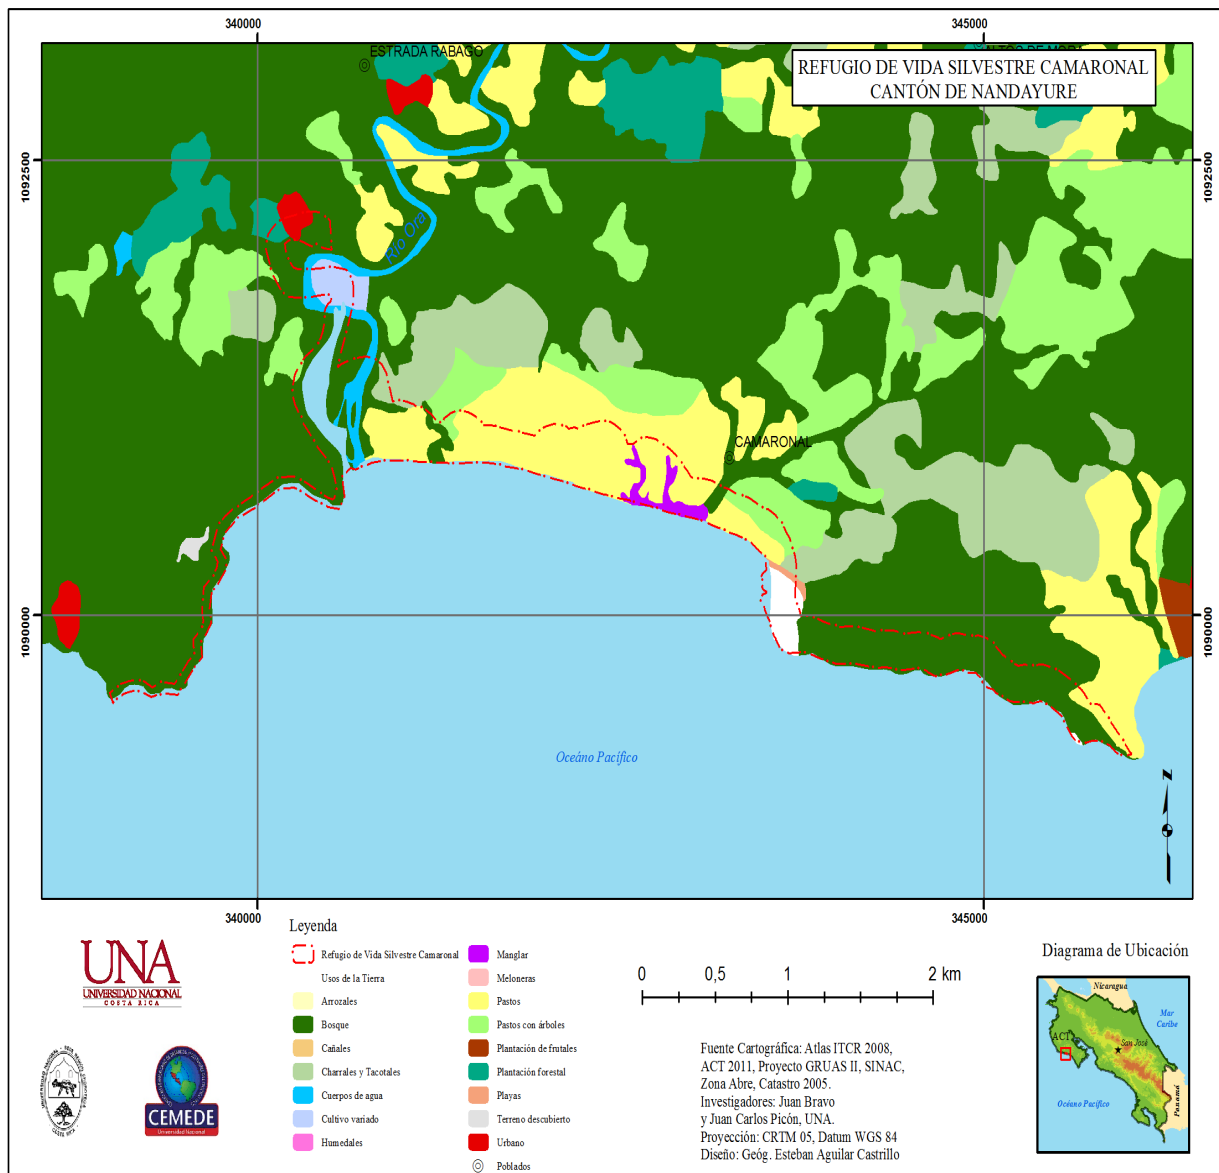 340000
345000
ESTRADA RABAGO
REFUGIO DE VIDA SILVESTRE CAMARONAL
CANTÓN DE NANDAYURE
1092500
1092500
Río Ora
CAMARONAL
1090000
1090000
Oceáno Pacífico
z
340000
345000
Leyenda
Refugio de Vida Silvestre Camaronal
Usos de la Tierra
Arrozales
Bosque
Cañales
Charrales y Tacotales
Cuerpos de agua
Cultivo variado
Humedales
Manglar
Meloneras
Pastos
Pastos con árboles
Plantación de frutales
Plantación forestal
Playas
Terreno descubierto
Urbano
Poblados
0 0,5 1 2 km
Fuente Cartográfica: Atlas ITCR 2008,
ACT 2011, Proyecto GRUAS II, SINAC,
Zona Abre, Catastro 2005.
Investigadores: Juan Bravo
y Juan Carlos Picón, UNA.
Proyección: CRTM 05, Datum WGS 84
Diseño: Geóg. Esteban Aguilar Castrillo
Diagrama de Ubicación
Nicaragua
Mar
Caribe
ACT
San José
Océano Pacífico
Panamá
UNA
UNIVERSIDAD NACIONAL
COSTA RICA
CEMEDE
Universidad Nacional